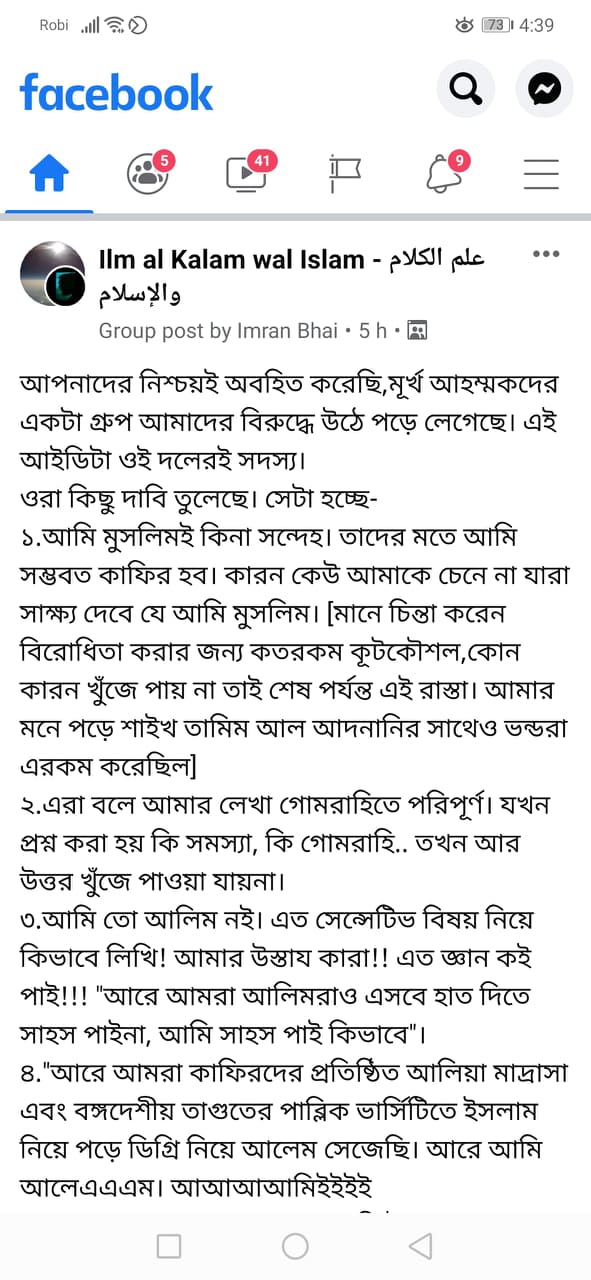 Robi 73 4:39
facebook
5 41 9
Ilm al Kalam wal Islam - علم الكلام
والإسلام
Group post by Imran Bhai • 5 h •
আপনাদের নিশ্চয়ই অবহিত করেছি,মূর্খ আহম্মকদের
একটা গ্রুপ আমাদের বিরুদ্ধে উঠে পড়ে লেগেছে। এই
আইডিটা ওই দলেরই সদস্য।
ওরা কিছু দাবি তুলেছে। সেটা হচ্ছে-
১.আমি মুসলিমই কিনা সন্দেহ। তাদের মতে আমি
সম্ভবত কাফির হব। কারন কেউ আমাকে চেনে না যারা
সাক্ষ্য দেবে যে আমি মুসলিম। [মানে চিন্তা করেন
বিরোধিতা করার জন্য কতরকম কূটকৌশল,কোন
কারন খুঁজে পায় না তাই শেষ পর্যন্ত এই রাস্তা। আমার
মনে পড়ে শাইখ তামিম আল আদনানির সাথেও ভন্ডরা
এরকম করেছিল]
২.এরা বলে আমার লেখা গোমরাহিতে পরিপূর্ণ। যখন
প্রশ্ন করা হয় কি সমস্যা, কি গোমরাহি.. তখন আর
উত্তর খুঁজে পাওয়া যায়না।
৩.আমি তো আলিম নই। এত সেন্সেটিভ বিষয় নিয়ে
কিভাবে লিখি! আমার উস্তায কারা!! এত জ্ঞান কই
পাই!!! "আরে আমরা আলিমরাও এসবে হাত দিতে
সাহস পাইনা, আমি সাহস পাই কিভাবে"।
৪."আরে আমরা কাফিরদের প্রতিষ্ঠিত আলিয়া মাদ্রাসা
এবং বঙ্গদেশীয় তাগুতের পাব্লিক ভার্সিটিতে ইসলাম
নিয়ে পড়ে ডিগ্রি নিয়ে আলেম সেজেছি। আরে আমি
আলেএএএম। আআআআমিইইইই